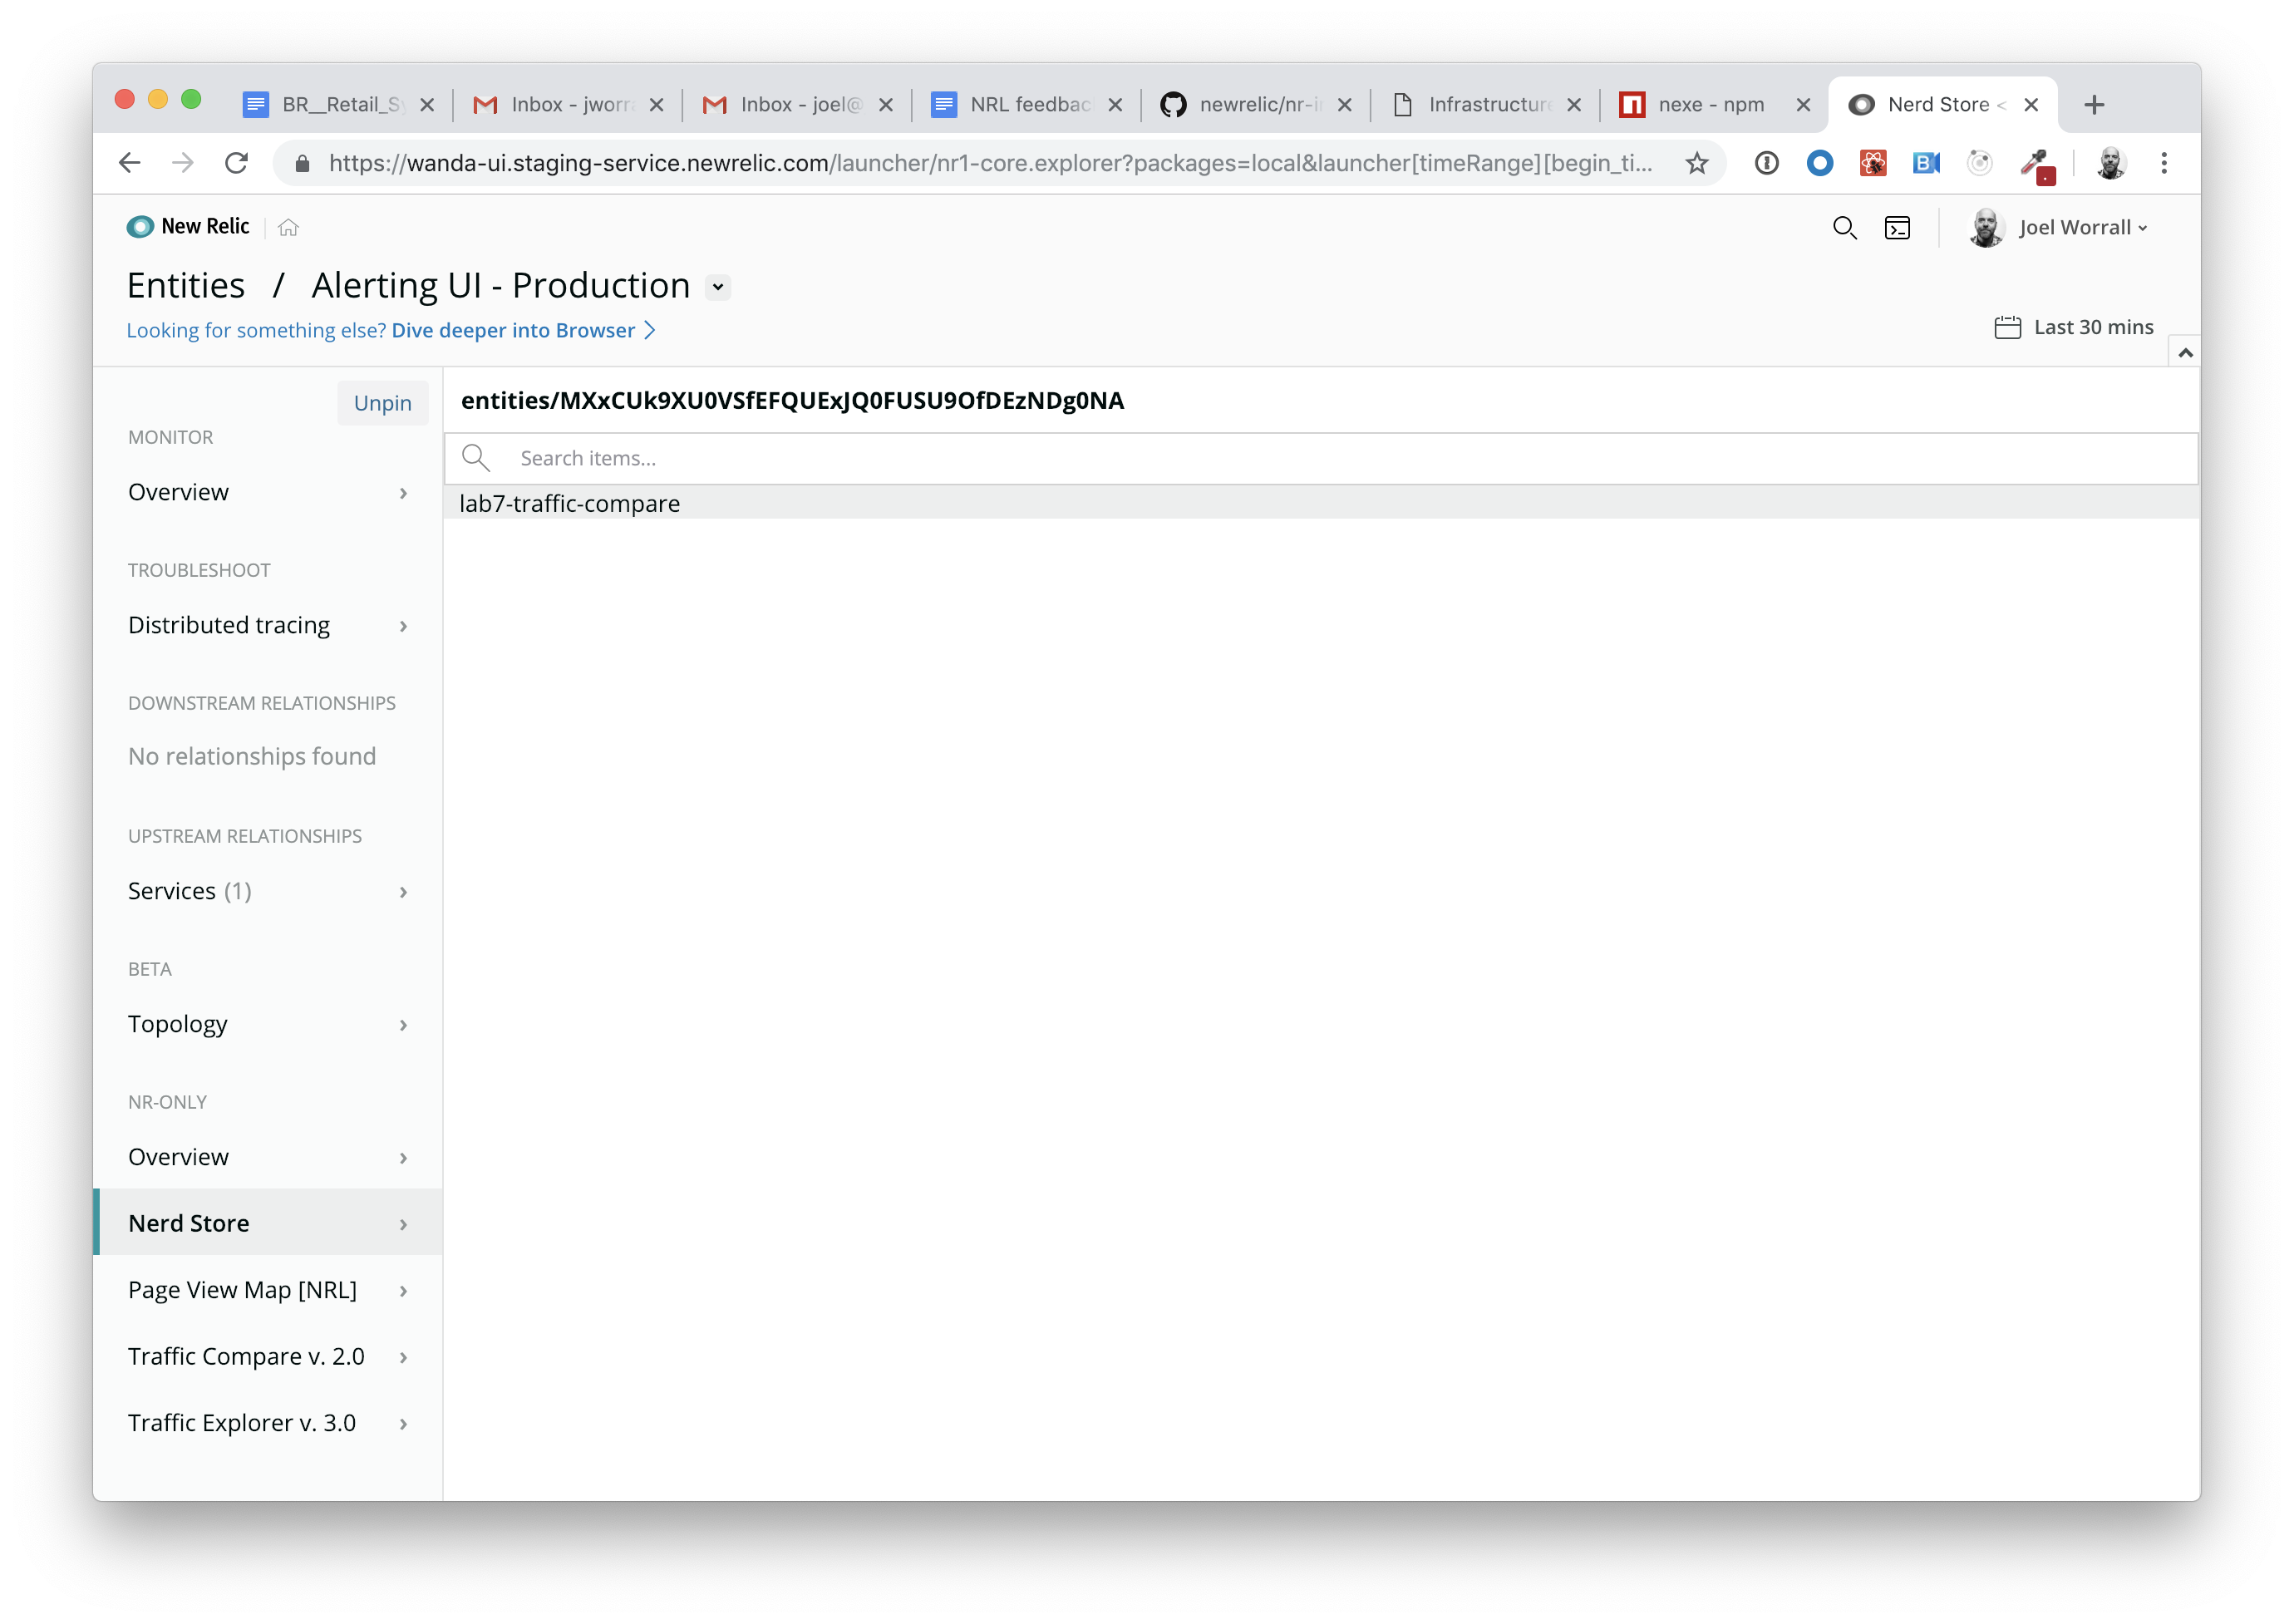 BR__Retail_S
Inbox - jworra
Inbox - joel@
NRL feedbac
newrelic/nr-i
Infrastructure
nexe - npm
Nerd Store <
https://wanda-ui.staging-service.newrelic.com/launcher/nr1-core.explorer?packages=local&launcher[timeRange][begin_ti...
New Relic
Joel Worrall
Entities / Alerting UI - Production
Looking for something else? Dive deeper into Browser
Last 30 mins
Unpin
MONITOR
Overview
TROUBLESHOOT
Distributed tracing
DOWNSTREAM RELATIONSHIPS
No relationships found
UPSTREAM RELATIONSHIPS
Services (1)
BETA
Topology
NR-ONLY
Overview
Nerd Store
Page View Map [NRL]
Traffic Compare v. 2.0
Traffic Explorer v. 3.0
entities/MXxCUk9XU0VSfEFQUExJQ0FUSU9OfDEzNDg0NA
Search items...
lab7-traffic-compare